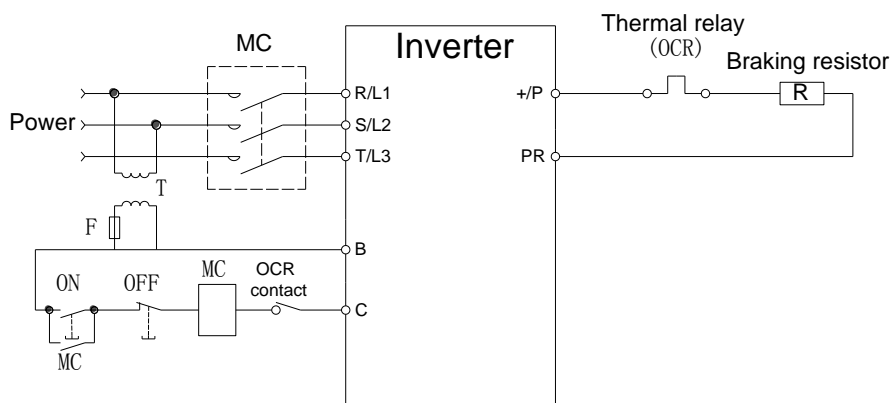 MC
Inverter
Thermal relay
(OCR)
Braking resistor
R/L1
+/P
R
Power
S/L2
T/L3
PR
T
F
B
ON
OFF
MC
OCR
contact
C
MC